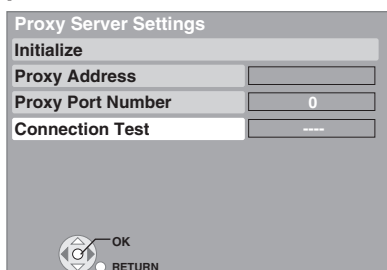 Proxy Server Settings
Initialize
Proxy Address
Proxy Port Number 0
Connection Test ----
OK
RETURN